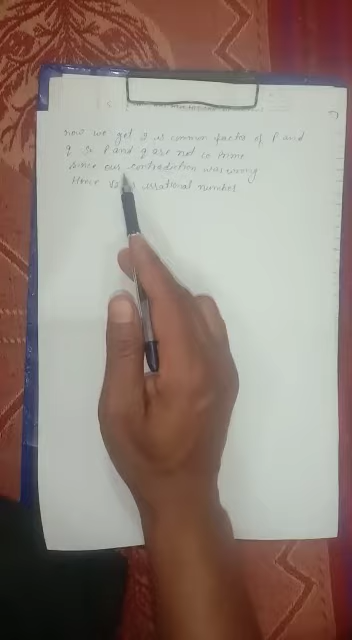 now we get 2 is common factor of P and
q so P and q are not co Prime
Since our contradiction was wrong
Hence √2 is irrational number